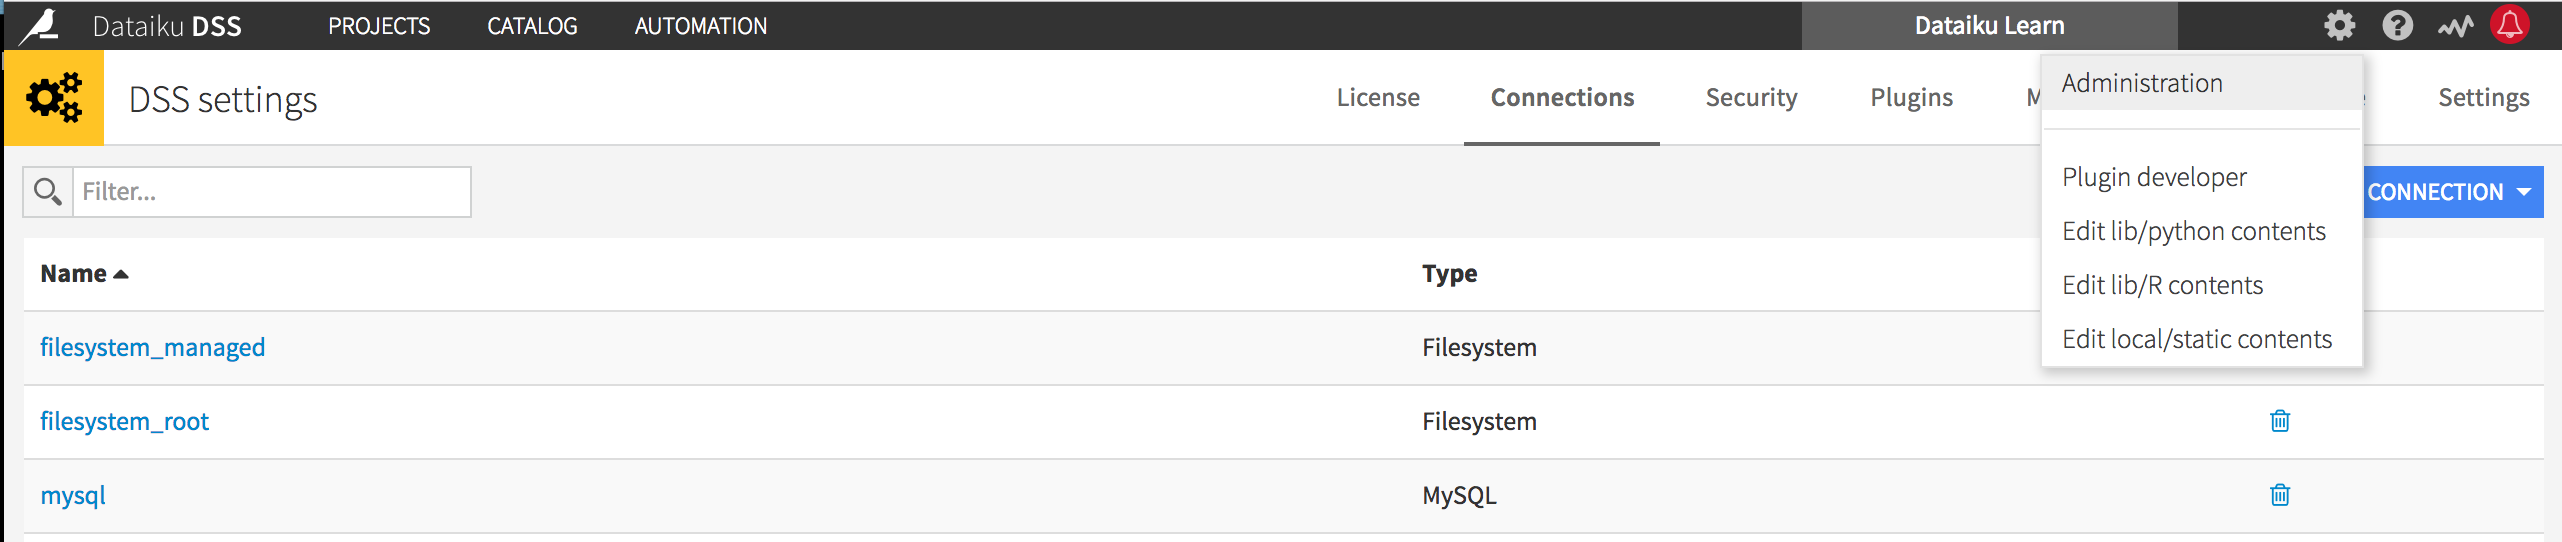 Dataiku DSS PROJECTS CATALOG AUTOMATION Dataiku Learn
DSS settings License Connections Security Plugins Settings
Administration
Filter...
CONNECTION
Plugin developer
Edit lib/python contents
Edit lib/R contents
Edit local/static contents
Name Type
filesystem_managed Filesystem
filesystem_root Filesystem
mysql MySQL